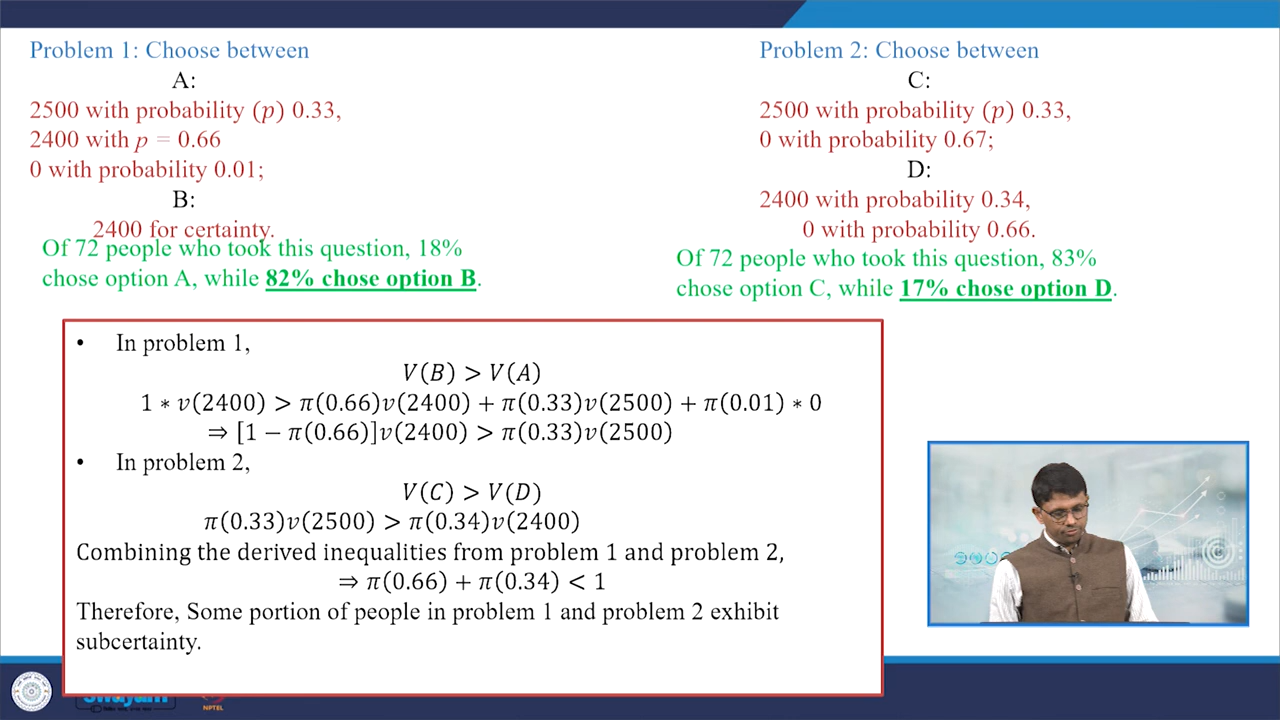 Problem 1: Choose between
A:
2500 with probability (p) 0.33,
2400 with p = 0.66
0 with probability 0.01;
B:
2400 for certainty.
Of 72 people who took this question, 18%
chose option A, while 82% chose option B.
Problem 2: Choose between
C:
2500 with probability (p) 0.33,
0 with probability 0.67;
D:
2400 with probability 0.34,
0 with probability 0.66.
Of 72 people who took this question, 83%
chose option C, while 17% chose option D.
• In problem 1,
V(B) > V(A)
1 ∗ v(2400) > π(0.66)v(2400) + π(0.33)v(2500) + π(0.01) ∗ 0
⇒ [1 − π(0.66)]v(2400) > π(0.33)v(2500)
• In problem 2,
V(C) > V(D)
π(0.33)v(2500) > π(0.34)v(2400)
Combining the derived inequalities from problem 1 and problem 2,
⇒ π(0.66) + π(0.34) < 1
Therefore, Some portion of people in problem 1 and problem 2 exhibit
subcertainty.
NPTEL